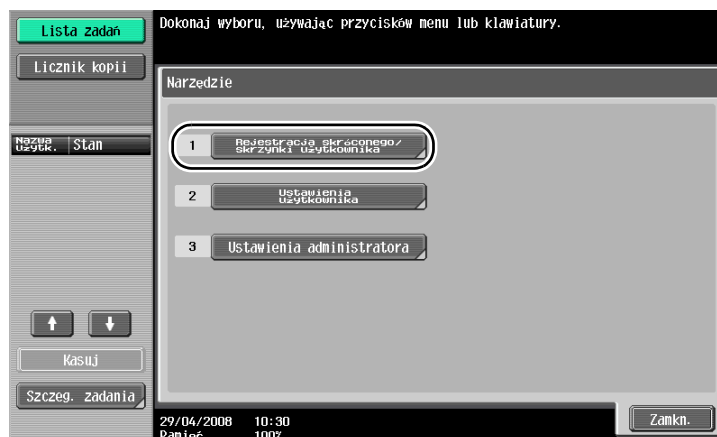 Lista zadań
Licznik kopii
Nazwa użytk.
Stan
Kasuj
Szczeg. zadania
Dokonaj wyboru, używając przycisków menu lub klawiatury.
Narzędzie
1 Rejestracja skróconego/
skrzynki użytkownika
2 Ustawienia
użytkownika
3 Ustawienia administratora
29/04/2008 10:30
Pamięć 100%
Zamkn.